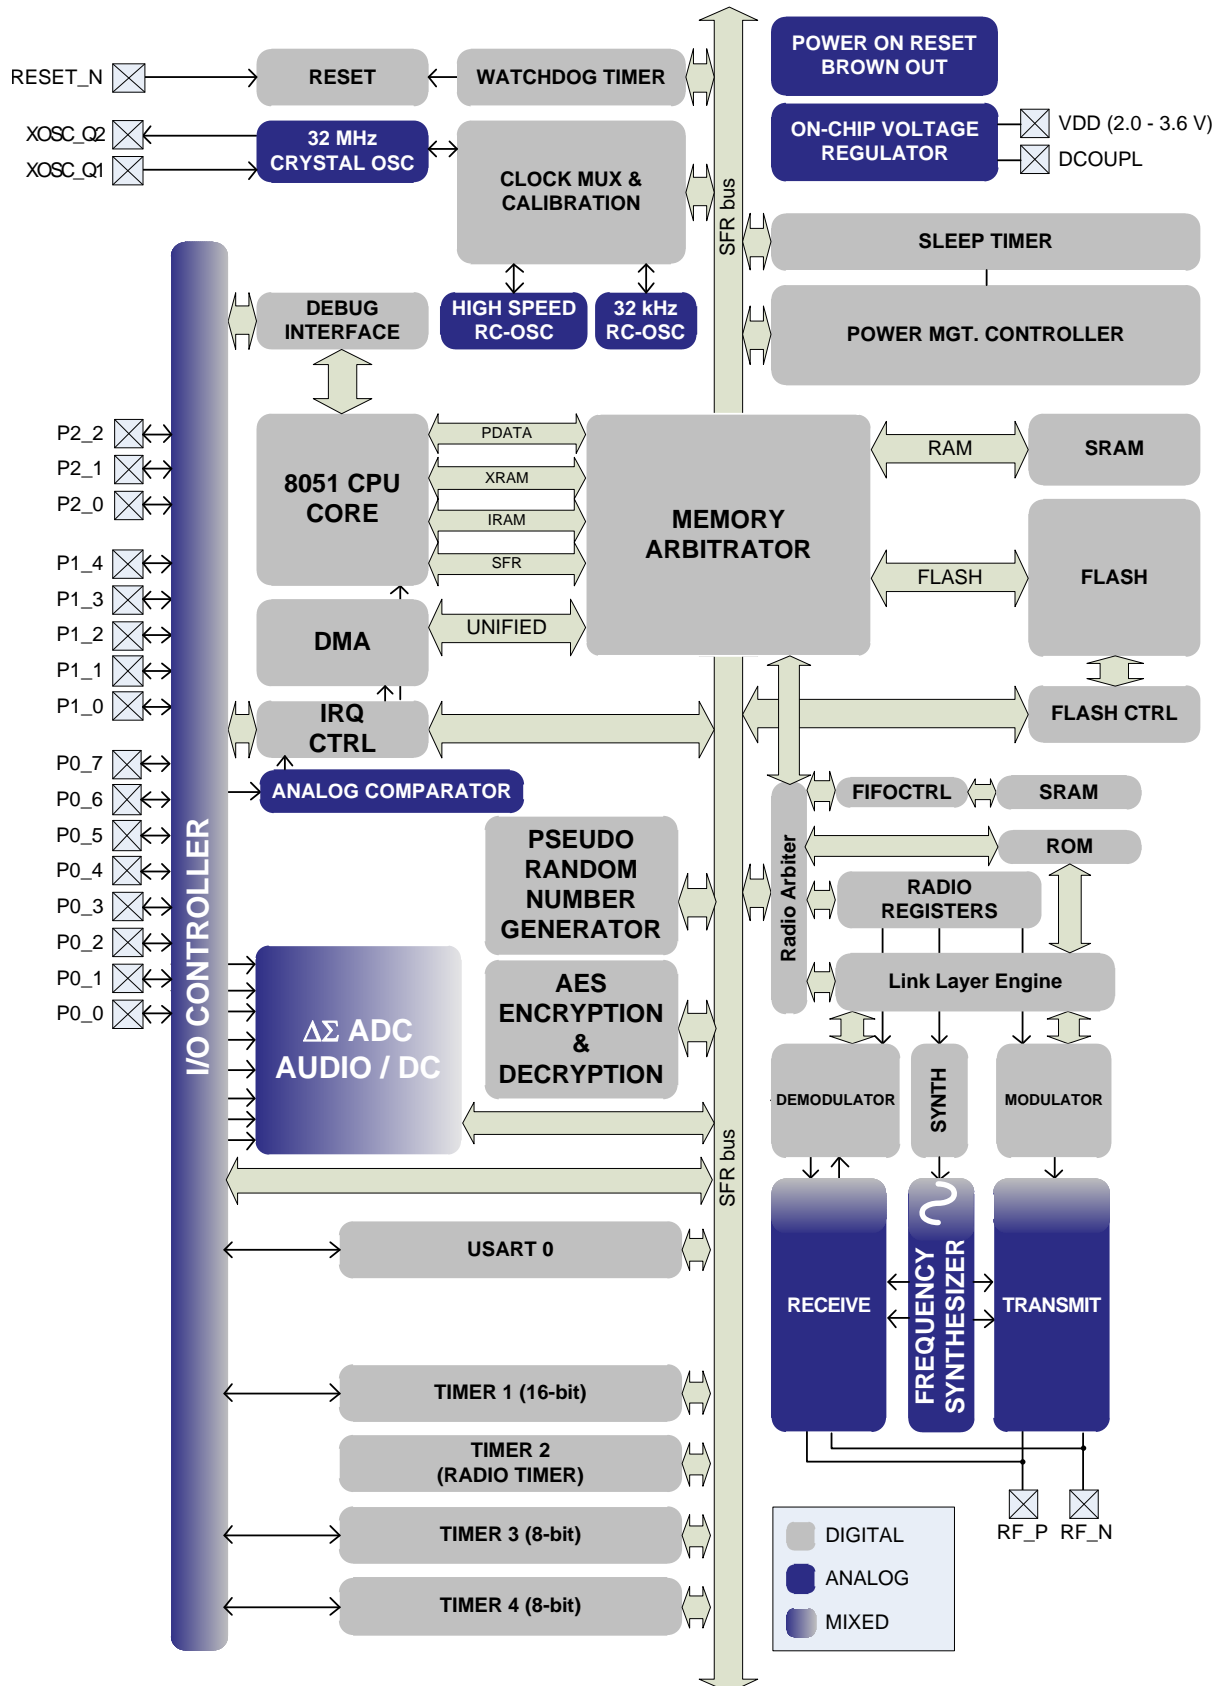 RESET_N
RESET
WATCHDOG TIMER
POWER ON RESET
BROWN OUT
XOSC_Q2
XOSC_Q1
32 MHz
CRYSTAL OSC
CLOCK MUX &
CALIBRATION
ON-CHIP VOLTAGE
REGULATOR
VDD (2.0 - 3.6 V)
DCOUPL
SFR bus
SLEEP TIMER
DEBUG
INTERFACE
HIGH SPEED
RC-OSC
32 kHz
RC-OSC
POWER MGT. CONTROLLER
P2_2
P2_1
P2_0
P1_4
P1_3
P1_2
P1_1
P1_0
P0_7
P0_6
P0_5
P0_4
P0_3
P0_2
P0_1
P0_0
I/O CONTROLLER
8051 CPU
CORE
PDATA
XRAM
IRAM
SFR
MEMORY
ARBITRATOR
RAM
SRAM
FLASH
FLASH
DMA
UNIFIED
IRQ
CTRL
FLASH CTRL
ANALOG COMPARATOR
FIFOCTRL
SRAM
Radio Arbiter
ROM
PSEUDO
RANDOM
NUMBER
GENERATOR
RADIO
REGISTERS
Link Layer Engine
AES
ENCRYPTION
&
DECRYPTION
ΔΣ ADC
AUDIO / DC
DEMODULATOR
SYNTH
MODULATOR
SFR bus
USART 0
RECEIVE
FREQUENCY
SYNTHESIZER
TRANSMIT
TIMER 1 (16-bit)
TIMER 2
(RADIO TIMER)
TIMER 3 (8-bit)
TIMER 4 (8-bit)
RF_P
RF_N
DIGITAL
ANALOG
MIXED